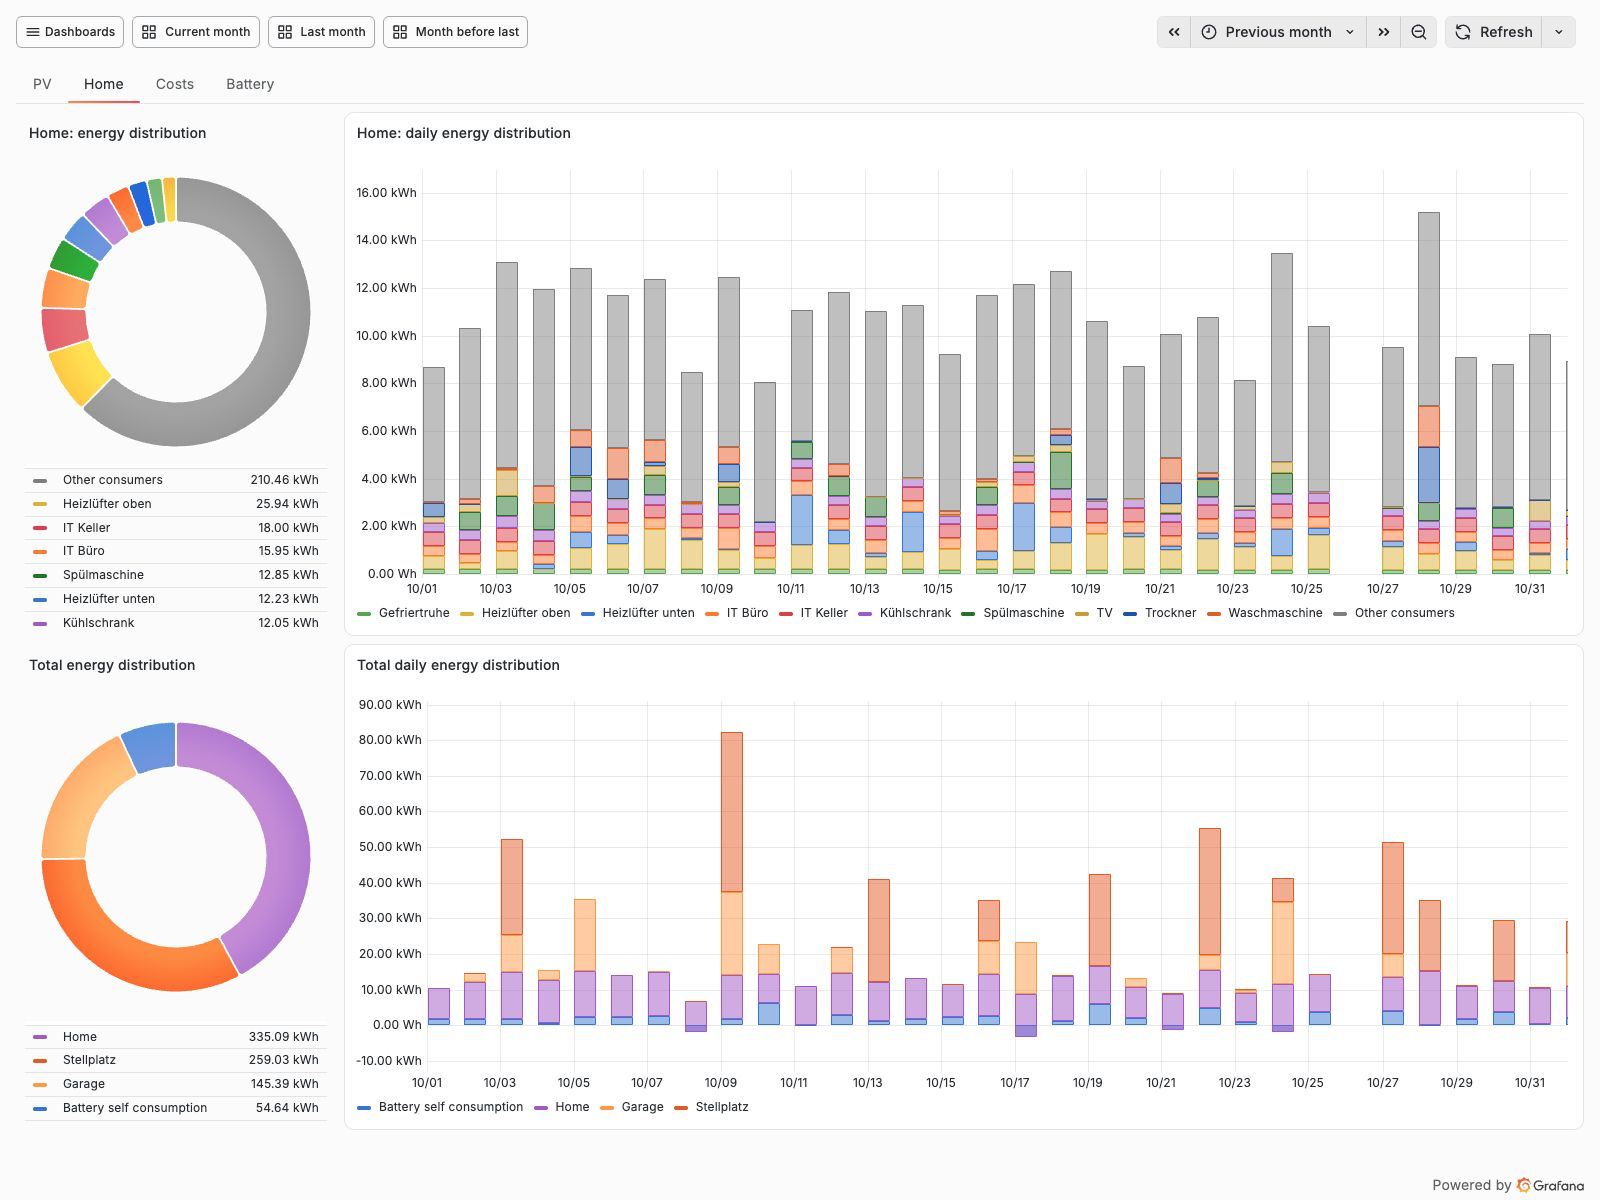 Dashboards Current month Last month Month before last Previous month Refresh
PV Home Costs Battery
Home: energy distribution
Other consumers 210.46 kWh
Heizlüfter oben 25.94 kWh
IT Keller 18.00 kWh
IT Büro 15.95 kWh
Spülmaschine 12.85 kWh
Heizlüfter unten 12.23 kWh
Kühlschrank 12.05 kWh
Home: daily energy distribution
16.00 kWh
14.00 kWh
12.00 kWh
10.00 kWh
8.00 kWh
6.00 kWh
4.00 kWh
2.00 kWh
0.00 Wh
10/01 10/03 10/05 10/07 10/09 10/11 10/13 10/15 10/17 10/19 10/21 10/23 10/25 10/27 10/29 10/31
Gefriertruhe Heizlüfter oben Heizlüfter unten IT Büro IT Keller Kühlschrank Spülmaschine TV Trockner Waschmaschine Other consumers
Total energy distribution
Home 335.09 kWh
Stellplatz 259.03 kWh
Garage 145.39 kWh
Battery self consumption 54.64 kWh
Total daily energy distribution
90.00 kWh
80.00 kWh
70.00 kWh
60.00 kWh
50.00 kWh
40.00 kWh
30.00 kWh
20.00 kWh
10.00 kWh
0.00 Wh
-10.00 kWh
10/01 10/03 10/05 10/07 10/09 10/11 10/13 10/15 10/17 10/19 10/21 10/23 10/25 10/27 10/29 10/31
Battery self consumption Home Garage Stellplatz
Powered by Grafana